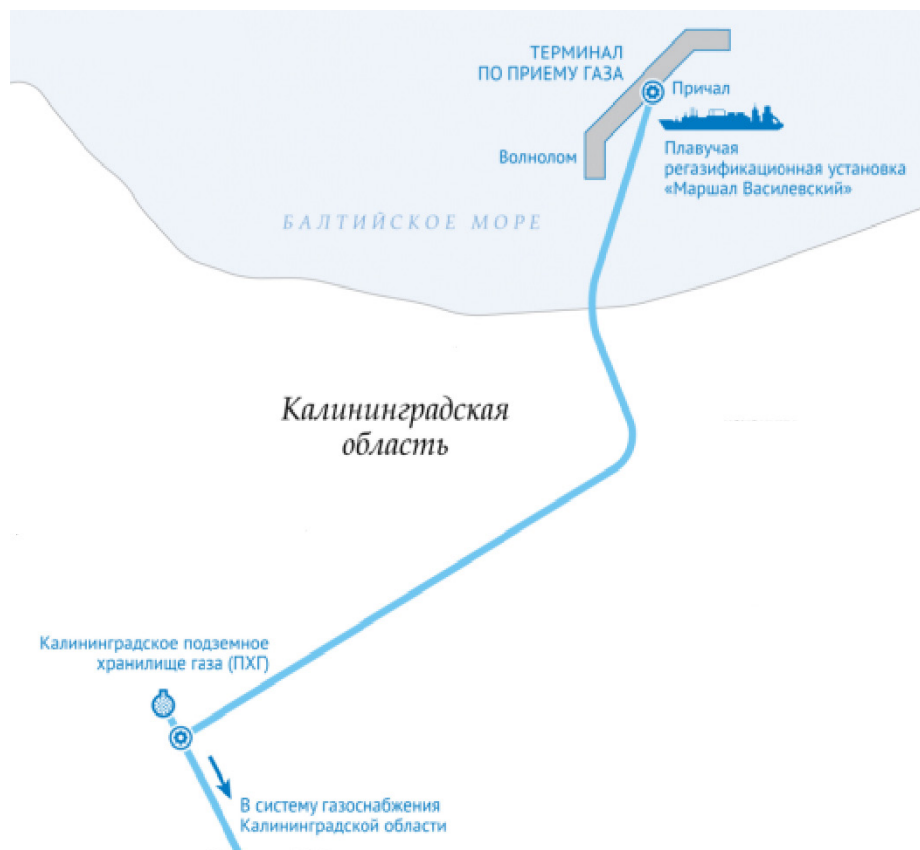 ТЕРМИНАЛ
ПО ПРИЕМУ ГАЗА
Причал
Волнолом
Плавучая
регазификационная установка
«Маршал Василевский»
БАЛТИЙСКОЕ МОРЕ
Калининградская
область
Калининградское подземное
хранилище газа (ПХГ)
В систему газоснабжения
Калининградской области